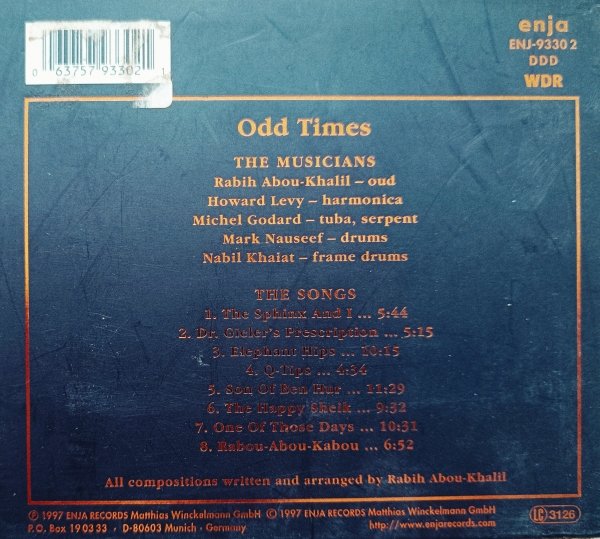 0 63757 93302 1
enja
ENJ-9330 2
DDD
WDR
Odd Times
THE MUSICIANS
Rabih Abou-Khalil – oud
Howard Levy – harmonica
Michel Godard – tuba, serpent
Mark Nauseef – drums
Nabil Khaiat – frame drums
THE SONGS
1. The Sphinx And I ... 5:44
2. Dr. Gieler's Prescription ... 5:15
3. Elephant Hips ... 10:15
4. Q-Tips ... 4:34
5. Son Of Ben Hur ... 11:29
6. The Happy Sheik ... 9:32
7. One Of Those Days ... 10:31
8. Rabou-Abou-Kabou ... 6:52
All compositions written and arranged by Rabih Abou-Khalil
℗ 1997 ENJA RECORDS Matthias Winckelmann GmbH © 1997 ENJA RECORDS Matthias Winckelmann GmbH
P.O. Box 19 03 33 · D-80603 Munich · Germany http://www.enjarecords.com
LC 3126